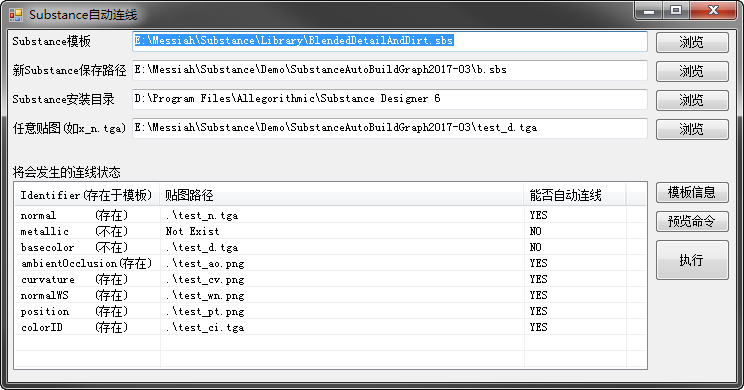 Substance自动连线
Substance模板 E:\Messiah\Substance\Library\BlendedDetailAndDirt.sbs 浏览
新Substance保存路径 E:\Messiah\Substance\Demo\SubstanceAutoBuildGraph2017-03\b.sbs 浏览
Substance安装目录 D:\Program Files\Allegorithmic\Substance Designer 6 浏览
任意贴图(如x_n.tga) E:\Messiah\Substance\Demo\SubstanceAutoBuildGraph2017-03\test_d.tga 浏览
将会发生的连线状态
Identifier(存在于模板) 贴图路径 能否自动连线 模板信息
normal (存在) .\test_n.tga YES
metallic (不在) Not Exist NO 预览命令
basecolor (不在) .\test_d.tga NO
ambientOcclusion(存在) .\test_ao.png YES 执行
curvature (存在) .\test_cv.png YES
normalWS (存在) .\test_wn.png YES
position (存在) .\test_pt.png YES
colorID (存在) .\test_ci.tga YES